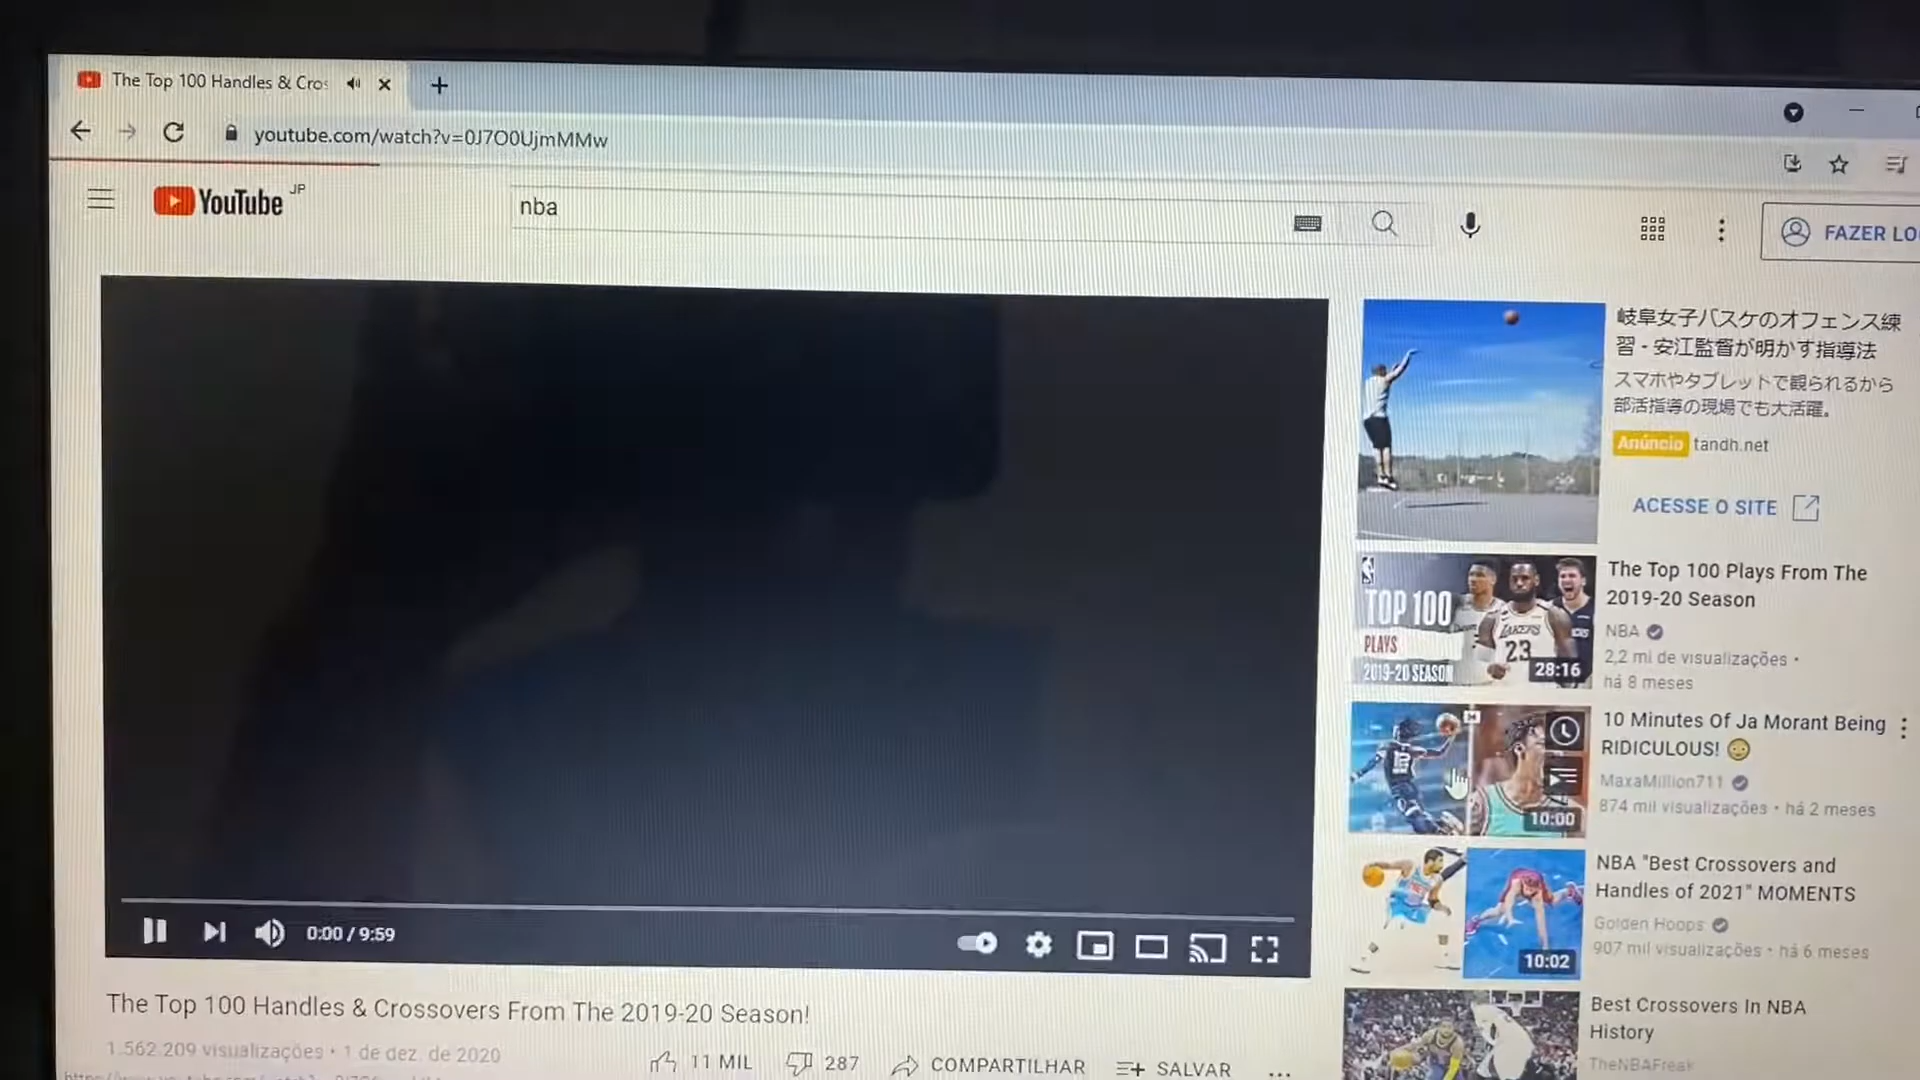 The Top 100 Handles & Cros
youtube.com/watch?v=0J7O0UjmMMw
YouTube JP
nba
FAZER LO
岐阜女子バスケのオフェンス練
習 - 安江監督が明かす指導法
スマホやタブレットで観られるから
部活指導の現場でも大活躍。
Anúncio tandh.net
ACESSE O SITE
TOP 100
PLAYS
2019-20 SEASON
LAKERS
23
28:16
The Top 100 Plays From The
2019-20 Season
NBA
2,2 mi de visualizações •
há 8 meses
12
10:00
10 Minutes Of Ja Morant Being
RIDICULOUS! 😳
MaxaMillion711
874 mil visualizações • há 2 meses
10:02
NBA "Best Crossovers and
Handles of 2021" MOMENTS
Golden Hoops
907 mil visualizações • há 6 meses
Best Crossovers In NBA
History
TheNBAFreak
0:00 / 9:59
The Top 100 Handles & Crossovers From The 2019-20 Season!
1.562.209 visualizações • 1 de dez. de 2020
11 MIL
287
COMPARTILHAR
SALVAR
...